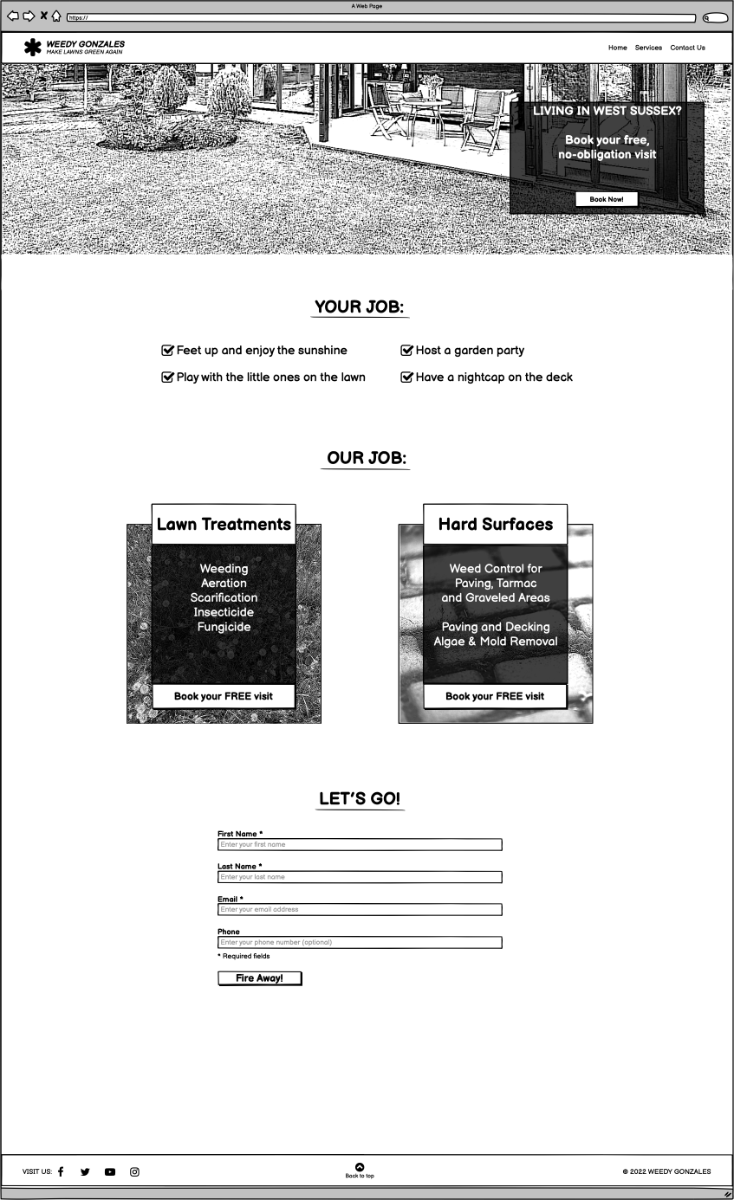 A Web Page
https://
WEEDY GONZALES
MAKE LAWNS GREEN AGAIN
Home Services Contact Us
LIVING IN WEST SUSSEX?
Book your free,
no-obligation visit
Book Now!
YOUR JOB:
Feet up and enjoy the sunshine
Host a garden party
Play with the little ones on the lawn
Have a nightcap on the deck
OUR JOB:
Lawn Treatments
Weeding
Aeration
Scarification
Insecticide
Fungicide
Book your FREE visit
Hard Surfaces
Weed Control for
Paving, Tarmac
and Graveled Areas
Paving and Decking
Algae & Mold Removal
Book your FREE visit
LET'S GO!
First Name *
Enter your first name
Last Name *
Enter your last name
Email *
Enter your email address
Phone
Enter your phone number (optional)
* Required fields
Fire Away!
VISIT US:
Back to top
© 2022 WEEDY GONZALES